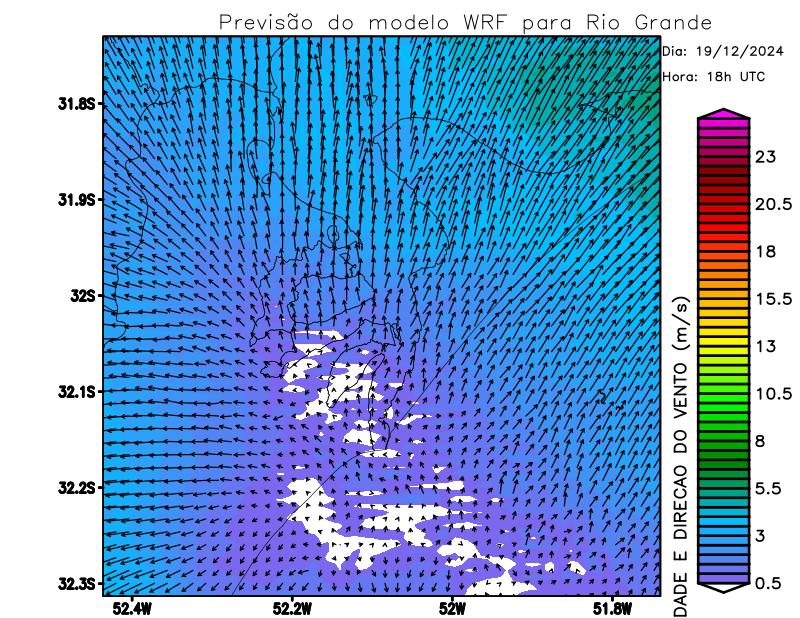 Previsão do modelo WRF para Rio Grande
Dia: 19/12/2024
Hora: 18h UTC
31.8S
31.9S
32S
32.1S
32.2S
32.3S
52.4W
52.2W
52W
51.8W
23
20.5
18
15.5
13
10.5
8
5.5
3
0.5
DADE E DIRECAO DO VENTO (m/s)